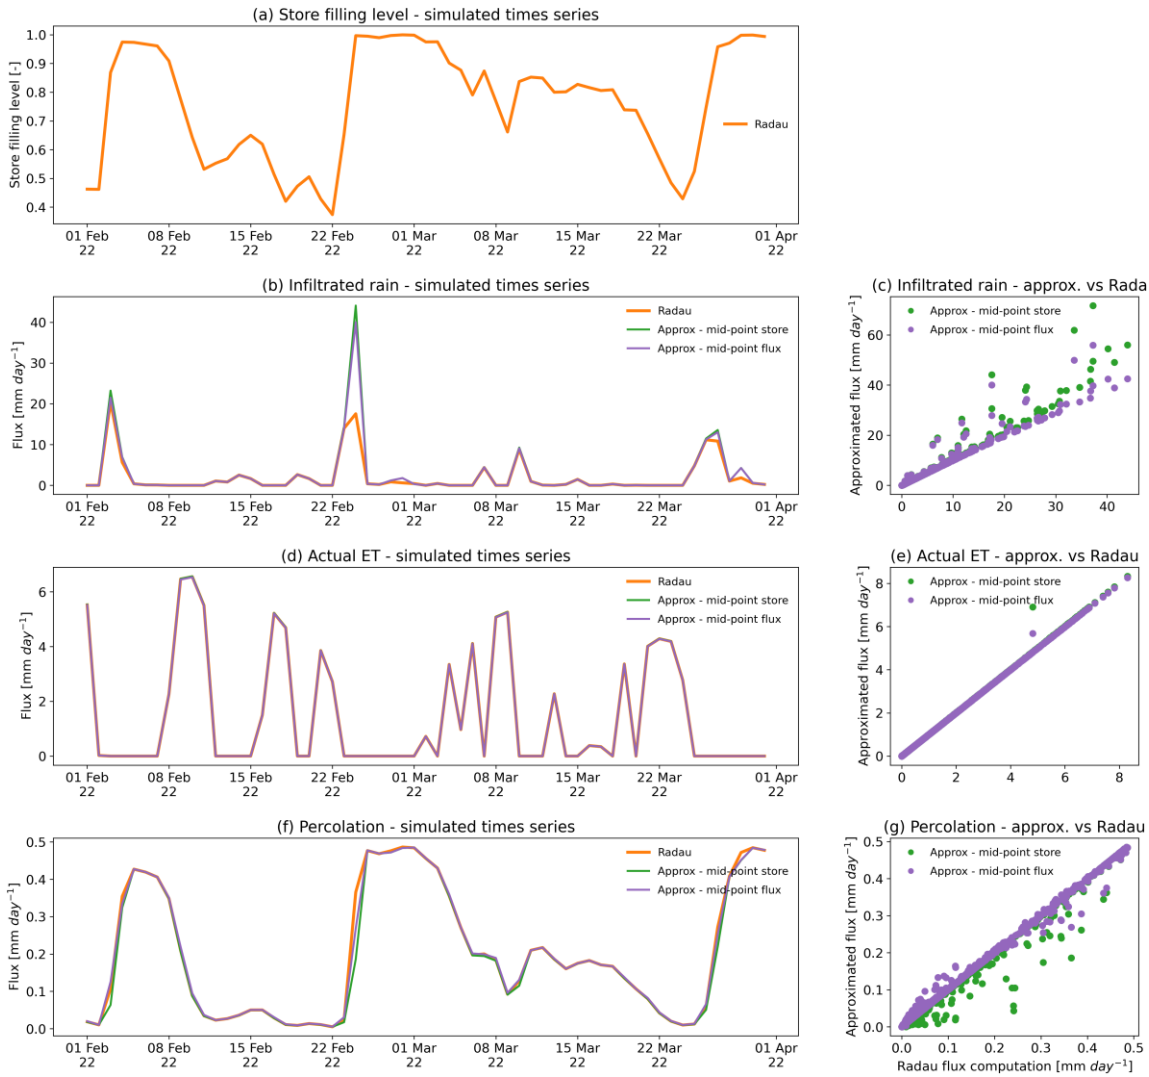 (a) Store filling level - simulated times series
Store filling level [-]
1.0
0.9
0.8
0.7
0.6
0.5
0.4
Radau
01 Feb 08 Feb 15 Feb 22 Feb 01 Mar 08 Mar 15 Mar 22 Mar 01 Apr
22 22 22 22 22 22 22 22 22
(b) Infiltrated rain - simulated times series
Flux [mm day⁻¹]
40
30
20
10
0
Radau
Approx - mid-point store
Approx - mid-point flux
01 Feb 08 Feb 15 Feb 22 Feb 01 Mar 08 Mar 15 Mar 22 Mar 01 Apr
22 22 22 22 22 22 22 22 22
(c) Infiltrated rain - approx. vs Rada
Approximated flux [mm day⁻¹]
60
40
20
0
Approx - mid-point store
Approx - mid-point flux
0 10 20 30 40
(d) Actual ET - simulated times series
Flux [mm day⁻¹]
6
4
2
0
Radau
Approx - mid-point store
Approx - mid-point flux
01 Feb 08 Feb 15 Feb 22 Feb 01 Mar 08 Mar 15 Mar 22 Mar 01 Apr
22 22 22 22 22 22 22 22 22
(e) Actual ET - approx. vs Radau
Approximated flux [mm day⁻¹]
8
6
4
2
0
Approx - mid-point store
Approx - mid-point flux
0 2 4 6 8
(f) Percolation - simulated times series
Flux [mm day⁻¹]
0.5
0.4
0.3
0.2
0.1
0.0
Radau
Approx - mid-point store
Approx - mid-point flux
01 Feb 08 Feb 15 Feb 22 Feb 01 Mar 08 Mar 15 Mar 22 Mar 01 Apr
22 22 22 22 22 22 22 22 22
(g) Percolation - approx. vs Radau
Approximated flux [mm day⁻¹]
0.5
0.4
0.3
0.2
0.1
0.0
Approx - mid-point store
Approx - mid-point flux
0.0 0.1 0.2 0.3 0.4 0.5
Radau flux computation [mm day⁻¹]